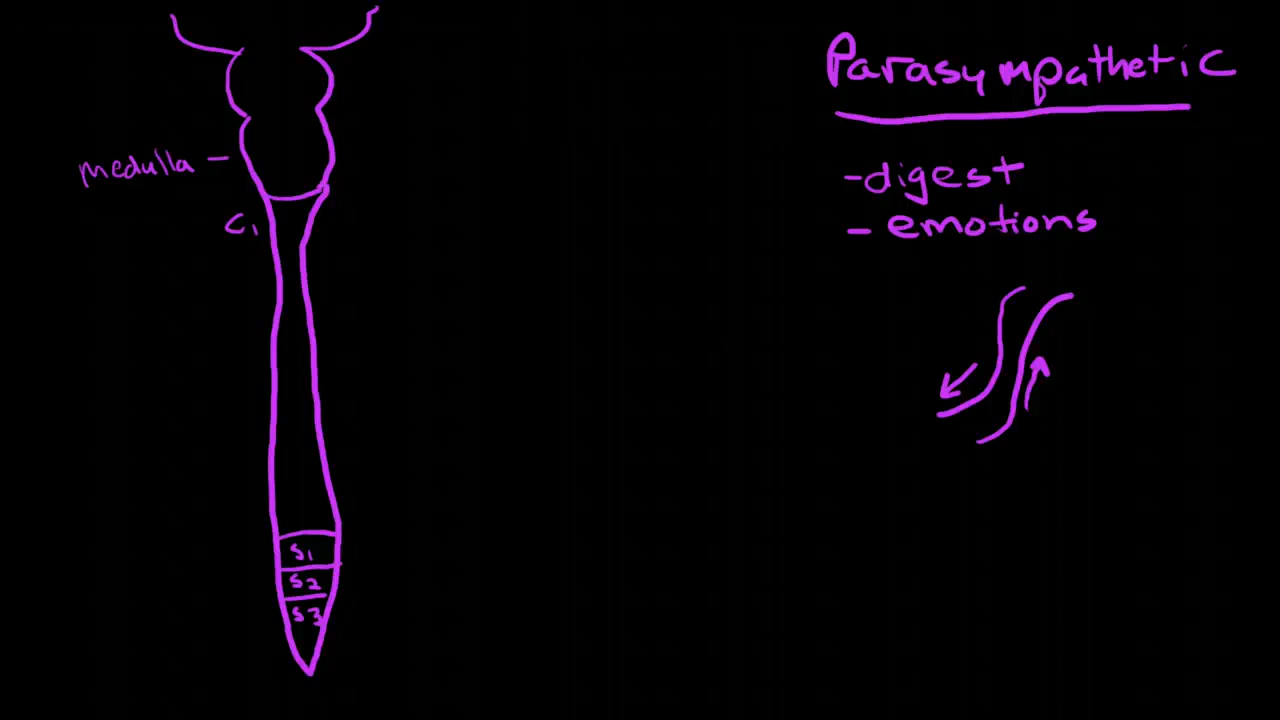 Parasympathetic
-digest
- emotions
medulla -
C1
S1
S2
S3